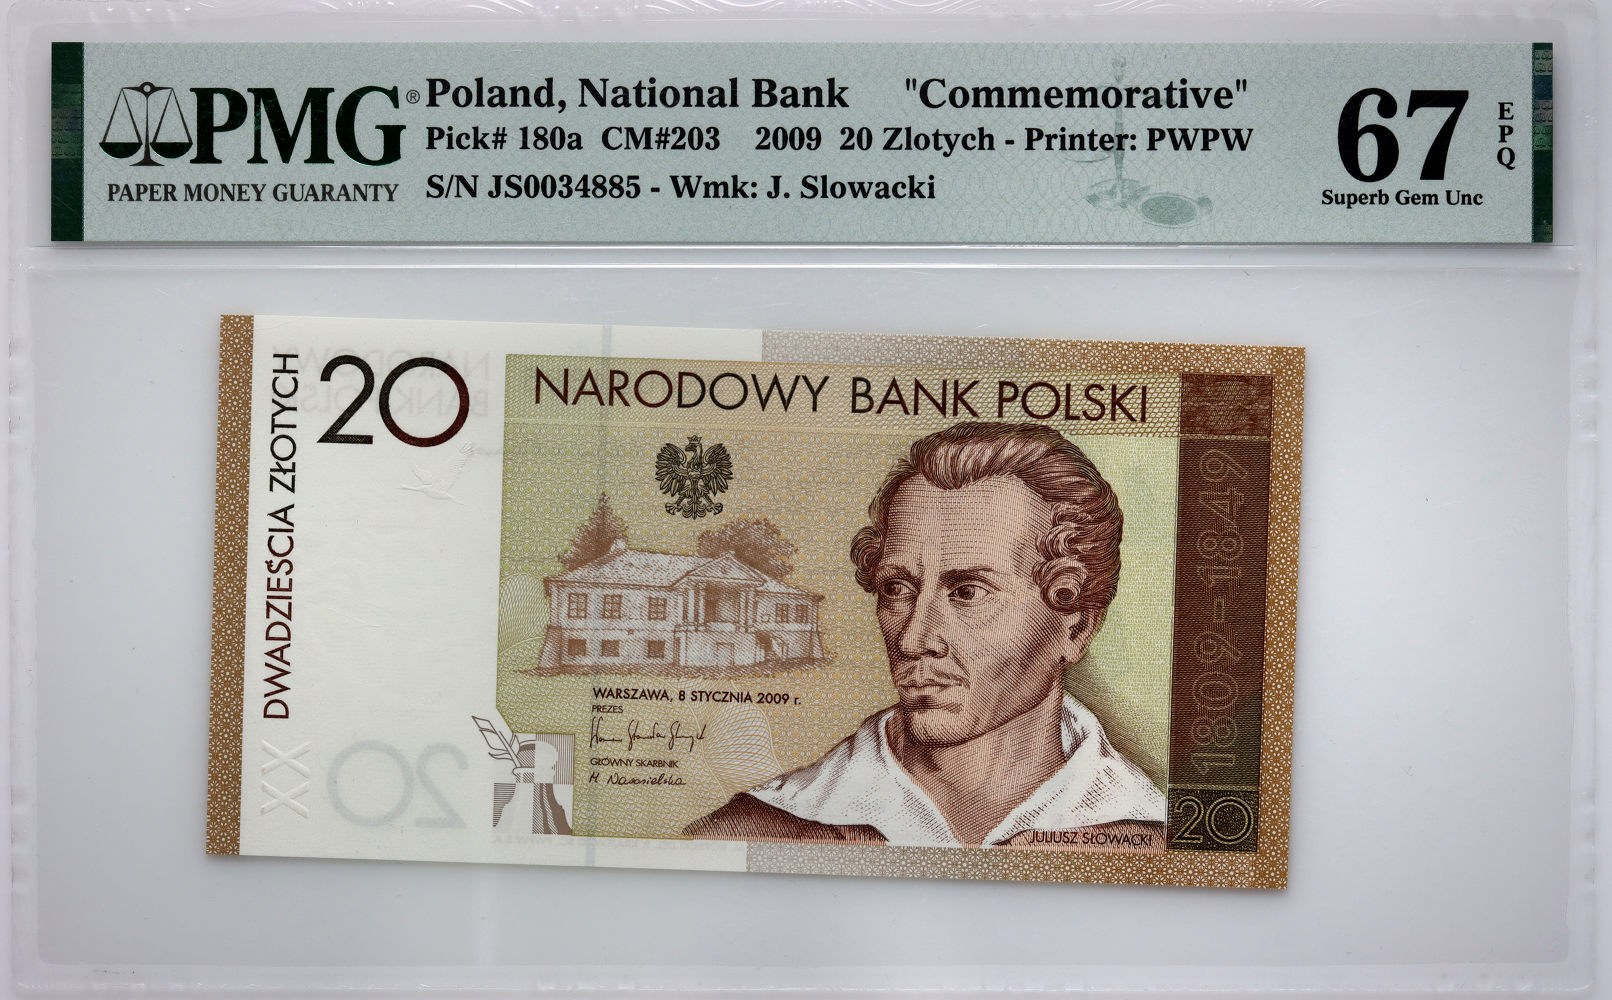 PMG®
PAPER MONEY GUARANTY
Poland, National Bank "Commemorative"
Pick# 180a CM#203 2009 20 Zlotych - Printer: PWPW
S/N JS0034885 - Wmk: J. Slowacki
67
EPQ
Superb Gem Unc
DWADZIEŚCIA ZŁOTYCH
20
NARODOWY BANK POLSKI
1809-1849
WARSZAWA, 8 STYCZNIA 2009 r.
PREZES
GŁÓWNY SKARBNIK
XX
20
JULIUSZ SŁOWACKI
20